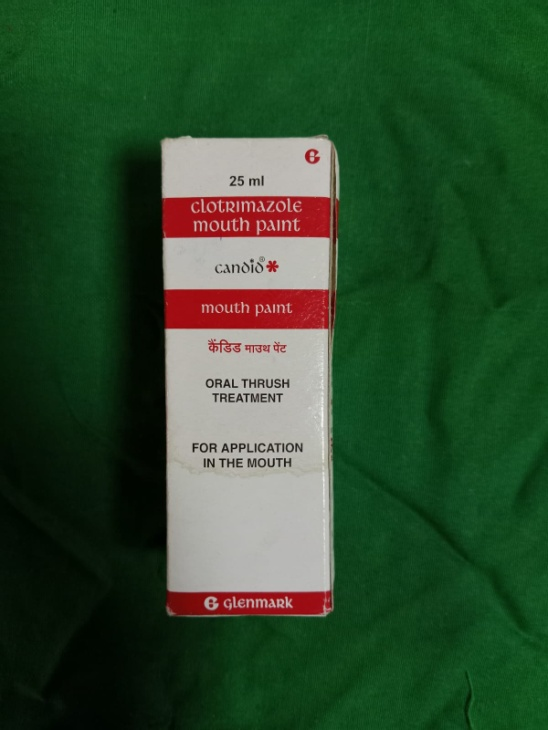 25 ml
clotrimazole
mouth paint
candid®*
mouth paint
कैंडिड माउथ पेंट
ORAL THRUSH
TREATMENT
FOR APPLICATION
IN THE MOUTH
glenmark